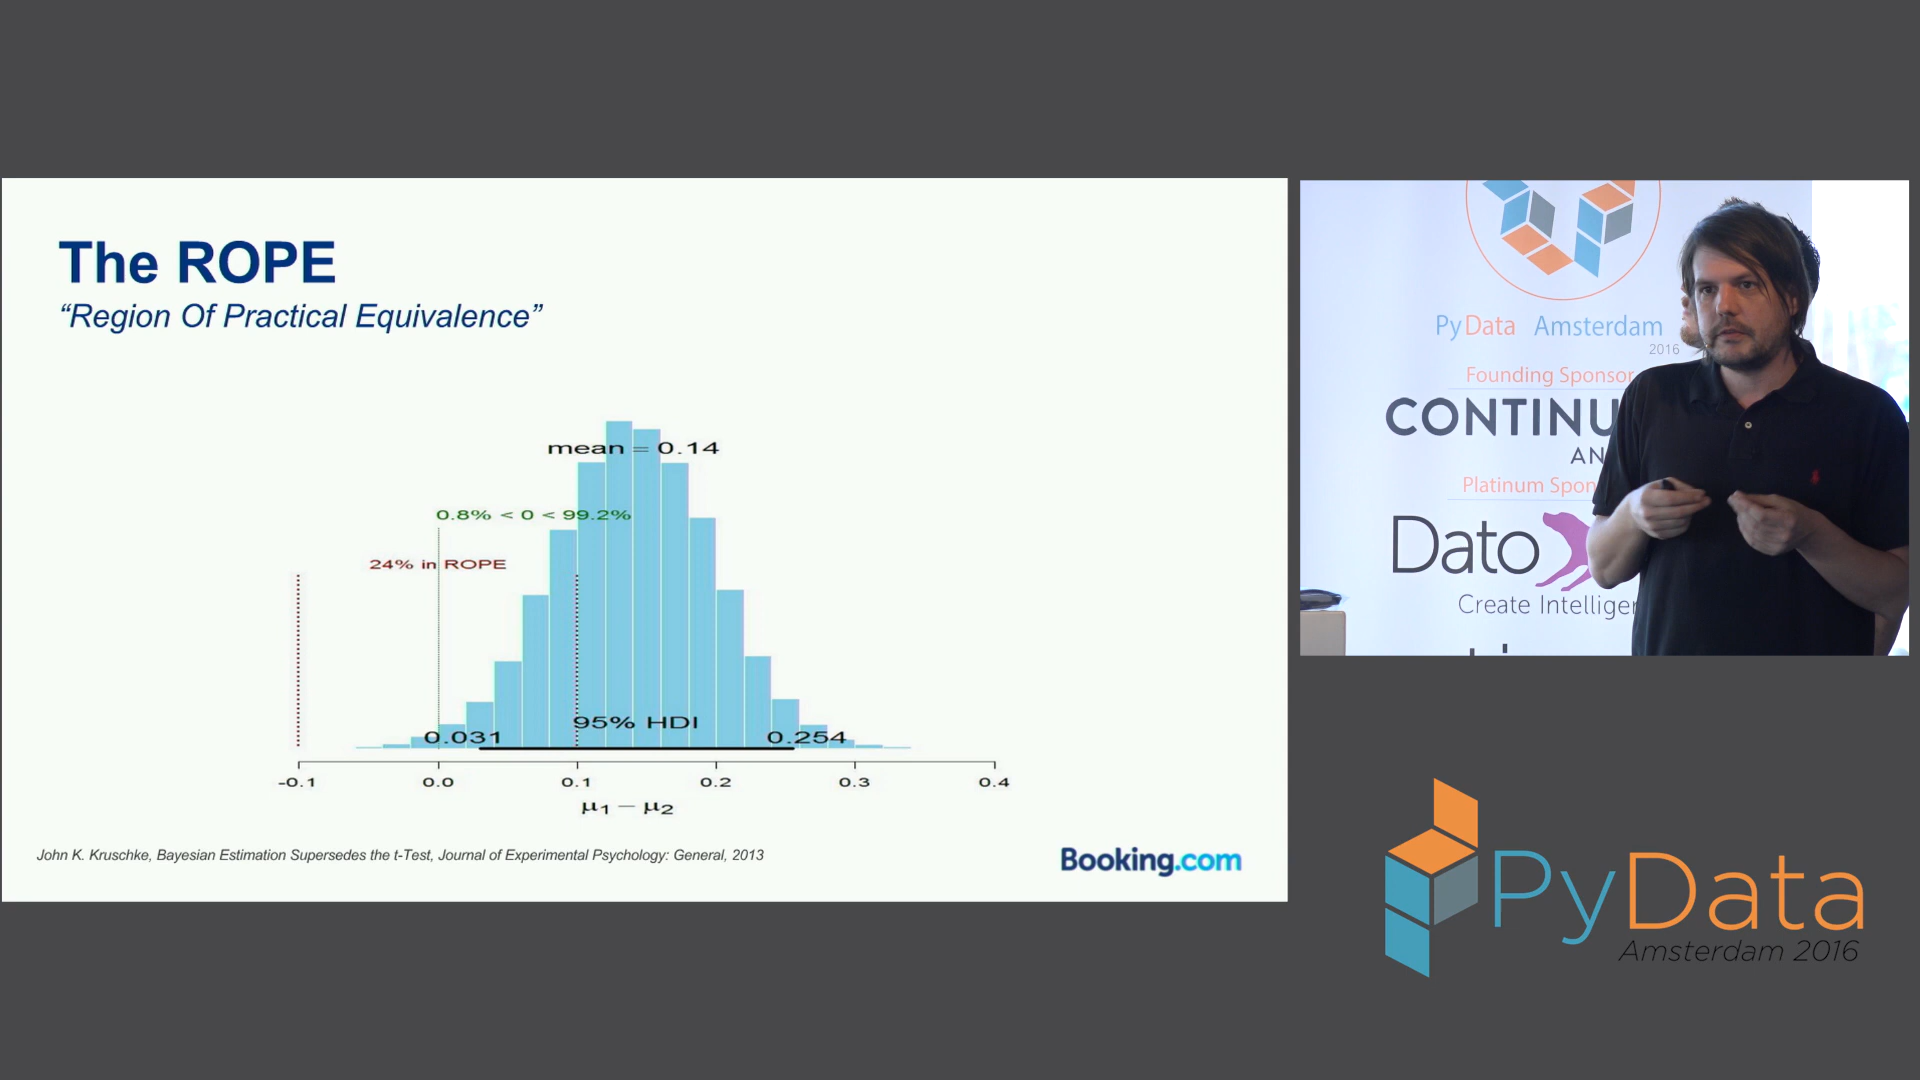 The ROPE
“Region Of Practical Equivalence”
mean = 0.14
0.8% < 0 < 99.2%
24% in ROPE
95% HDI
0.031
0.254
-0.1 0.0 0.1 0.2 0.3 0.4
μ1 − μ2
John K. Kruschke, Bayesian Estimation Supersedes the t-Test, Journal of Experimental Psychology: General, 2013
Booking.com
PyData Amsterdam
2016
Founding Sponsor
CONTINU
AN
Platinum Spon
Dato
Create Intelligen
PyData
Amsterdam 2016